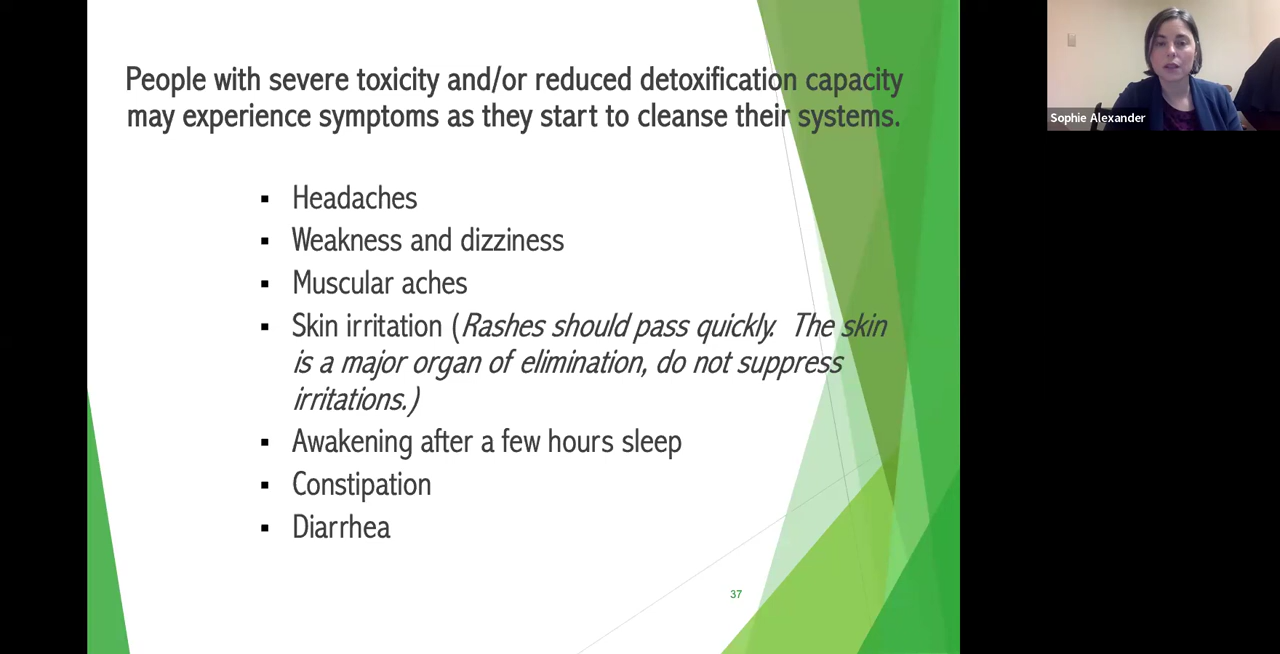 People with severe toxicity and/or reduced detoxification capacity
may experience symptoms as they start to cleanse their systems.
▪ Headaches
▪ Weakness and dizziness
▪ Muscular aches
▪ Skin irritation (Rashes should pass quickly. The skin
is a major organ of elimination, do not suppress
irritations.)
▪ Awakening after a few hours sleep
▪ Constipation
▪ Diarrhea
37
Sophie Alexander